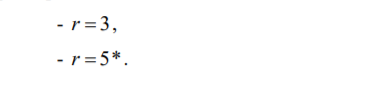 - r = 3,
- r = 5*.